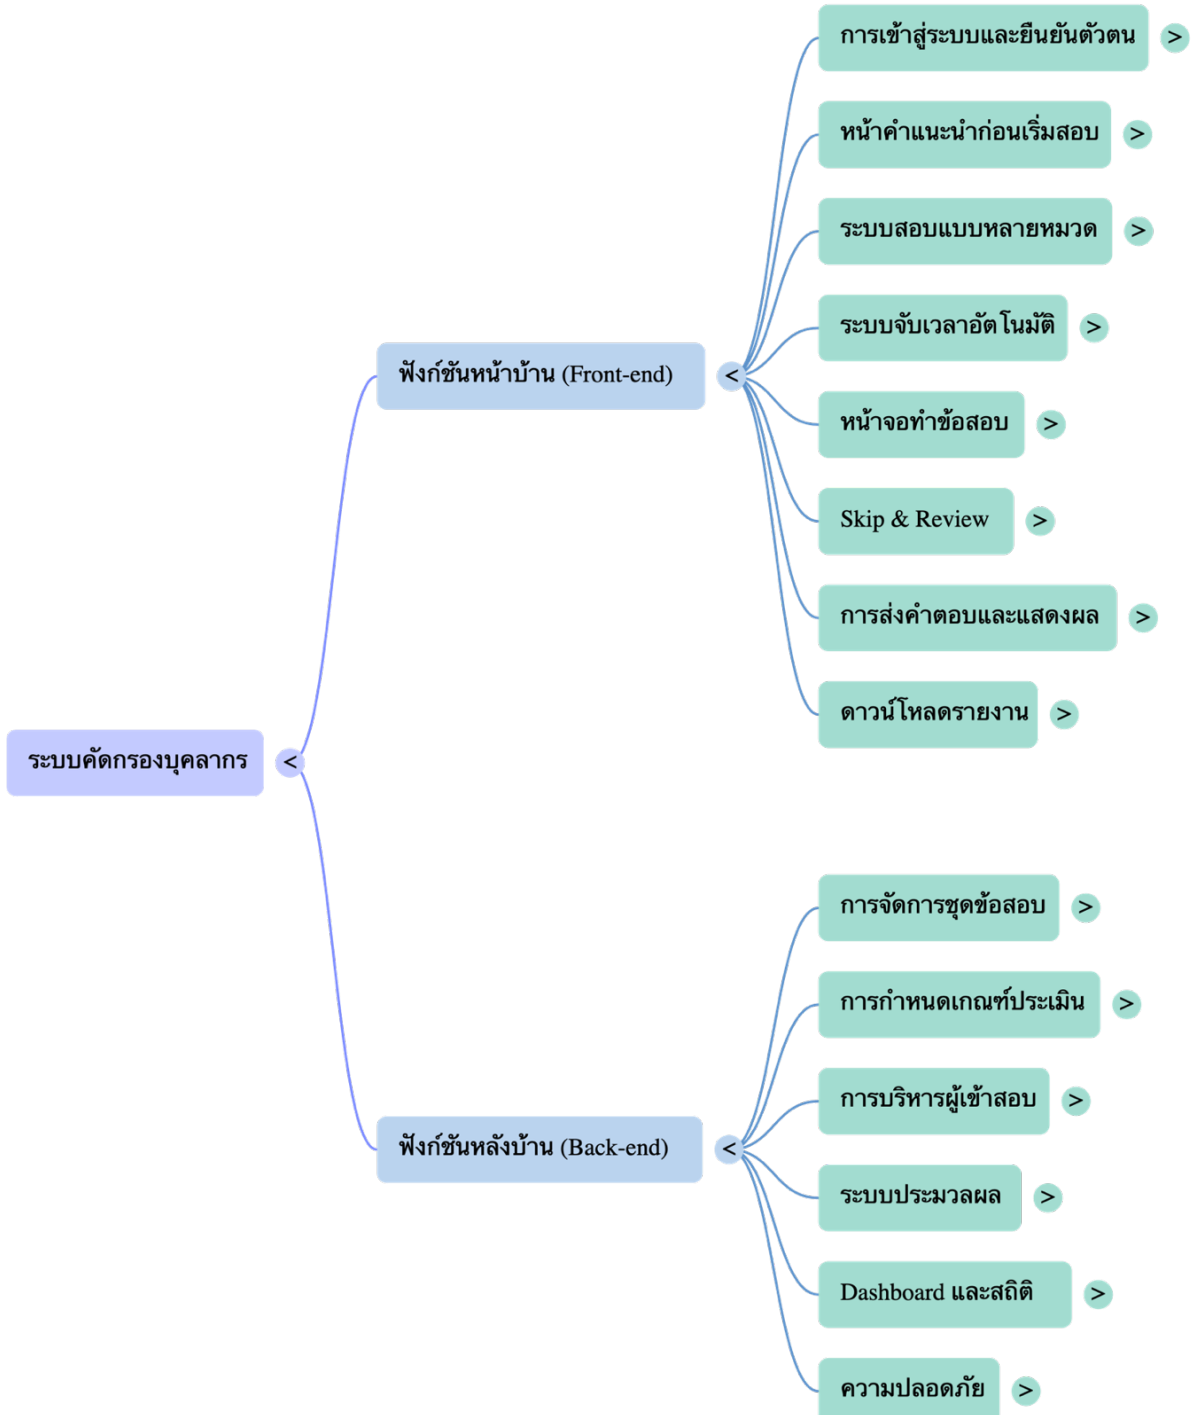 ระบบคัดกรองบุคลากร
<
ฟังก์ชันหน้าบ้าน (Front-end)
<
การเข้าสู่ระบบและยืนยันตัวตน
>
หน้าคำแนะนำก่อนเริ่มสอบ
>
ระบบสอบแบบหลายหมวด
>
ระบบจับเวลาอัตโนมัติ
>
หน้าจอทำข้อสอบ
>
Skip & Review
>
การส่งคำตอบและแสดงผล
>
ดาวน์โหลดรายงาน
>
ฟังก์ชันหลังบ้าน (Back-end)
<
การจัดการชุดข้อสอบ
>
การกำหนดเกณฑ์ประเมิน
>
การบริหารผู้เข้าสอบ
>
ระบบประมวลผล
>
Dashboard และสถิติ
>
ความปลอดภัย
>